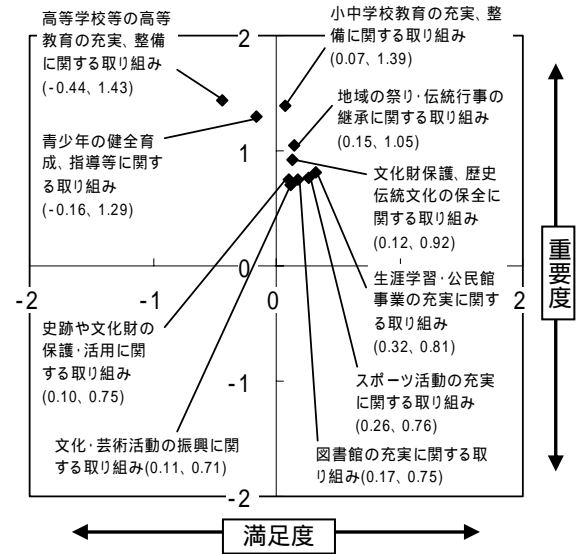 高等学校等の高等
教育の充実、整備
に関する取り組み
(-0.44、1.43)
小中学校教育の充実、整
備に関する取り組み
(0.07、1.39)
地域の祭り・伝統行事の
継承に関する取り組み
(0.15、1.05)
青少年の健全育
成、指導等に関す
る取り組み
(-0.16、1.29)
文化財保護、歴史
伝統文化の保全に
関する取り組み
(0.12、0.92)
生涯学習・公民館
事業の充実に関す
る取り組み
(0.32、0.81)
史跡や文化財の
保護・活用に関
する取り組み
(0.10、0.75)
スポーツ活動の充実
に関する取り組み
(0.26、0.76)
文化・芸術活動の振興に関
する取り組み(0.11、0.71)
図書館の充実に関する取
り組み(0.17、0.75)
2
1
0
-2
-1
0
1
2
-1
-2
重要度
満足度